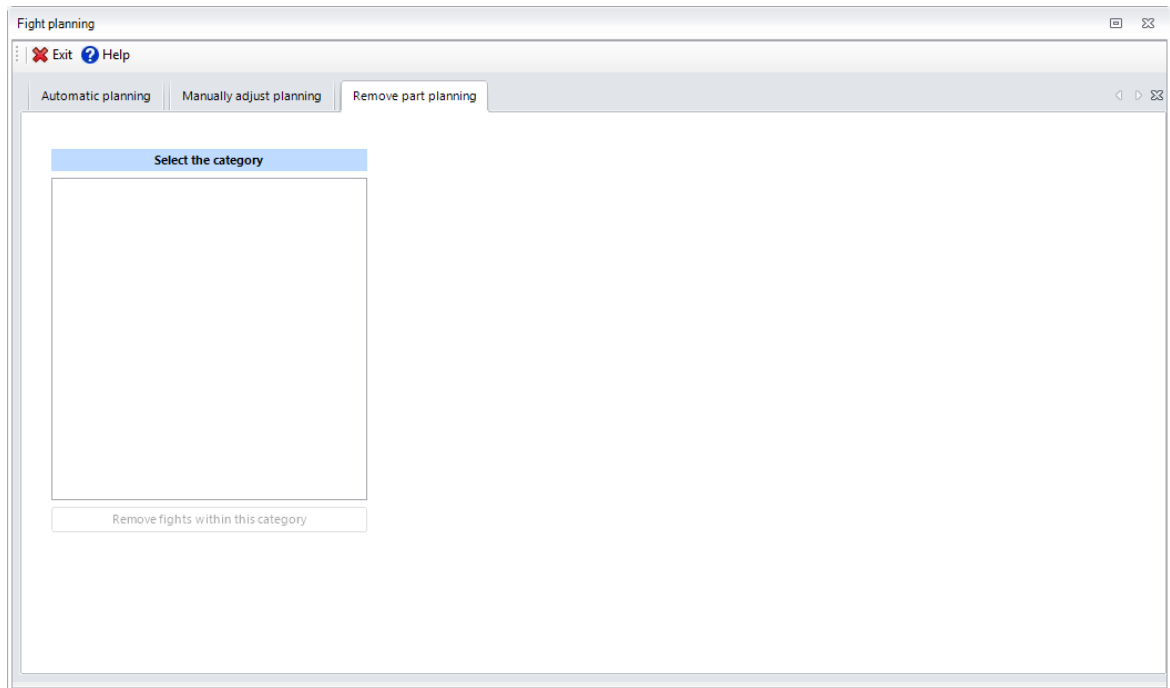 Fight planning
Exit Help
Automatic planning Manually adjust planning Remove part planning
Select the category
Remove fights within this category